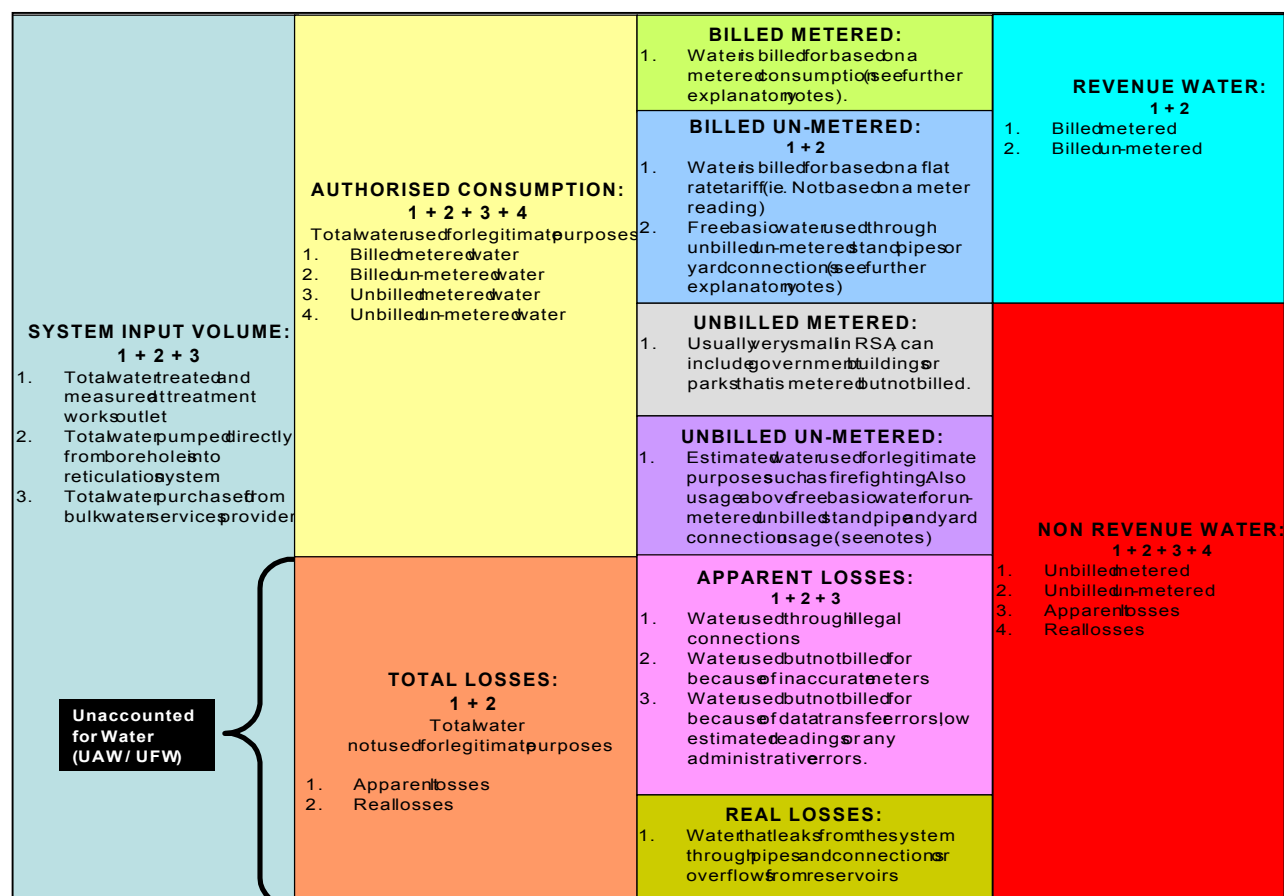 SYSTEM INPUT VOLUME:
1 + 2 + 3
1. Total water treated and
measured at treatment
works outlet
2. Total water pumped directly
from boreholes into
reticulation system
3. Total water purchased from
bulk water services provider
Unaccounted
for Water
(UAW / UFW)
AUTHORISED CONSUMPTION:
1 + 2 + 3 + 4
Total water used for legitimate purposes
1. Billed metered water
2. Billed un-metered water
3. Unbilled metered water
4. Unbilled un-metered water
TOTAL LOSSES:
1 + 2
Total water
not used for legitimate purposes
1. Apparent losses
2. Real losses
BILLED METERED:
1. Water is billed for based on a
metered consumption (see further
explanatory notes).
BILLED UN-METERED:
1 + 2
1. Water is billed for based on a flat
rate tariff (ie. Not based on a meter
reading)
2. Free basic water used through
unbilled un-metered standpipes or
yard connections (see further
explanatory notes)
UNBILLED METERED:
1. Usually very small in RSA, can
include government buildings or
parks that is metered but not billed.
UNBILLED UN-METERED:
1. Estimated water used for legitimate
purposes such as fire fighting. Also
usage above free basic water for un-
metered unbilled standpipe and yard
connection usage (see notes)
APPARENT LOSSES:
1 + 2 + 3
1. Water used through illegal
connections
2. Water used but not billed for
because of inaccurate meters
3. Water used but not billed for
because of data transfer errors, low
estimated readings or any
administrative errors.
REAL LOSSES:
1. Water that leaks from the system
through pipes and connections or
overflows from reservoirs
REVENUE WATER:
1 + 2
1. Billed metered
2. Billed un-metered
NON REVENUE WATER:
1 + 2 + 3 + 4
1. Unbilled metered
2. Unbilled un-metered
3. Apparent losses
4. Real losses